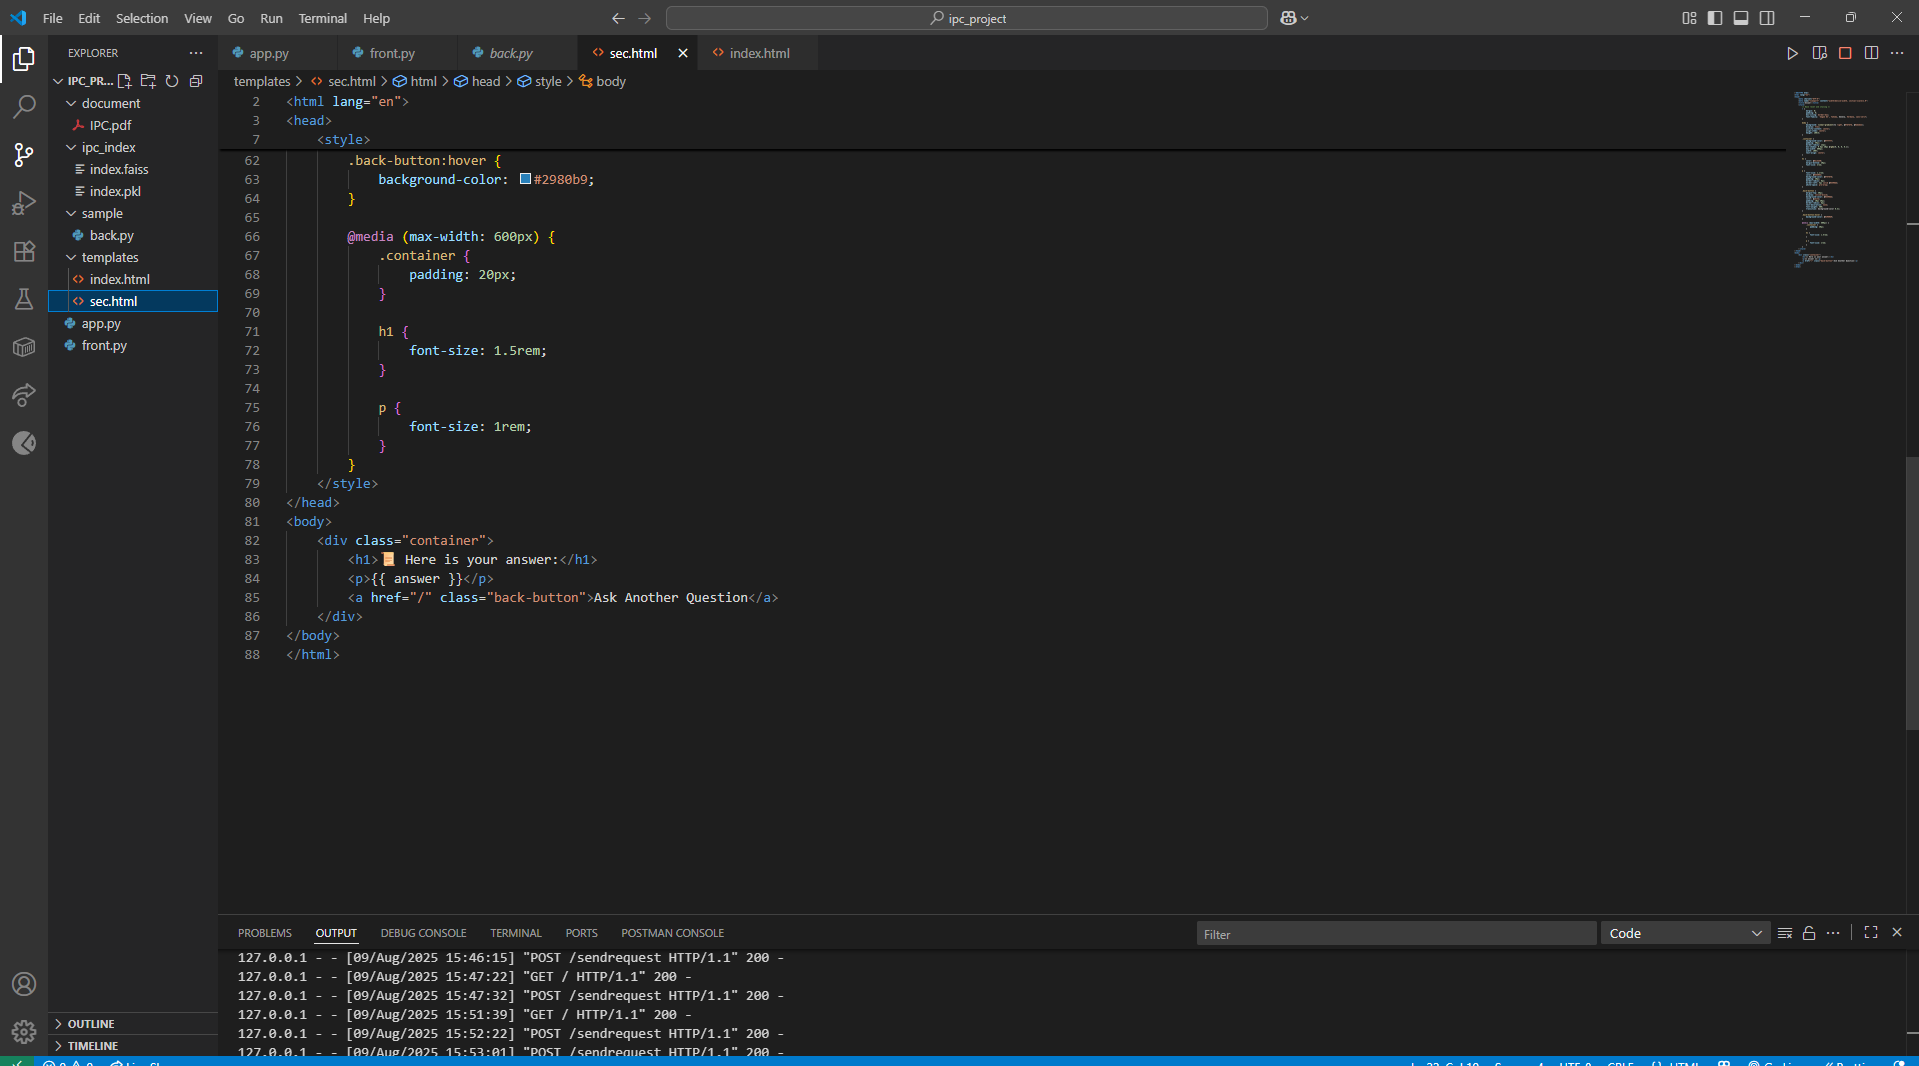 File Edit Selection View Go Run Terminal Help
ipc_project
EXPLORER
IPC_PR...
document
IPC.pdf
ipc_index
index.faiss
index.pkl
sample
back.py
templates
index.html
sec.html
app.py
front.py
OUTLINE
TIMELINE
app.py front.py back.py sec.html index.html
templates > sec.html > html > head > style > body
2 <html lang="en">
3 <head>
7 <style>
62 .back-button:hover {
63 background-color: #2980b9;
64 }
65
66 @media (max-width: 600px) {
67 .container {
68 padding: 20px;
69 }
70
71 h1 {
72 font-size: 1.5rem;
73 }
74
75 p {
76 font-size: 1rem;
77 }
78 }
79 </style>
80 </head>
81 <body>
82 <div class="container">
83 <h1>📜 Here is your answer:</h1>
84 <p>{{ answer }}</p>
85 <a href="/" class="back-button">Ask Another Question</a>
86 </div>
87 </body>
88 </html>
PROBLEMS OUTPUT DEBUG CONSOLE TERMINAL PORTS POSTMAN CONSOLE
Filter
Code
127.0.0.1 - - [09/Aug/2025 15:46:15] "POST /sendrequest HTTP/1.1" 200 -
127.0.0.1 - - [09/Aug/2025 15:47:22] "GET / HTTP/1.1" 200 -
127.0.0.1 - - [09/Aug/2025 15:47:32] "POST /sendrequest HTTP/1.1" 200 -
127.0.0.1 - - [09/Aug/2025 15:51:39] "GET / HTTP/1.1" 200 -
127.0.0.1 - - [09/Aug/2025 15:52:22] "POST /sendrequest HTTP/1.1" 200 -
127.0.0.1 - - [09/Aug/2025 15:53:01] "POST /sendrequest HTTP/1.1" 200 -